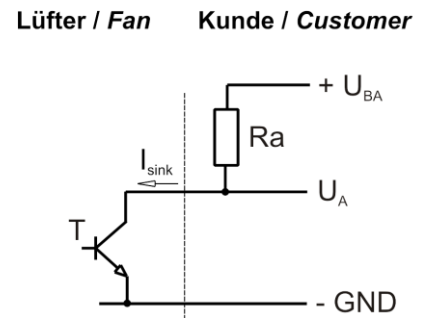 Lüfter / Fan Kunde / Customer
+ U_BA
Ra
I_sink
U_A
T
- GND